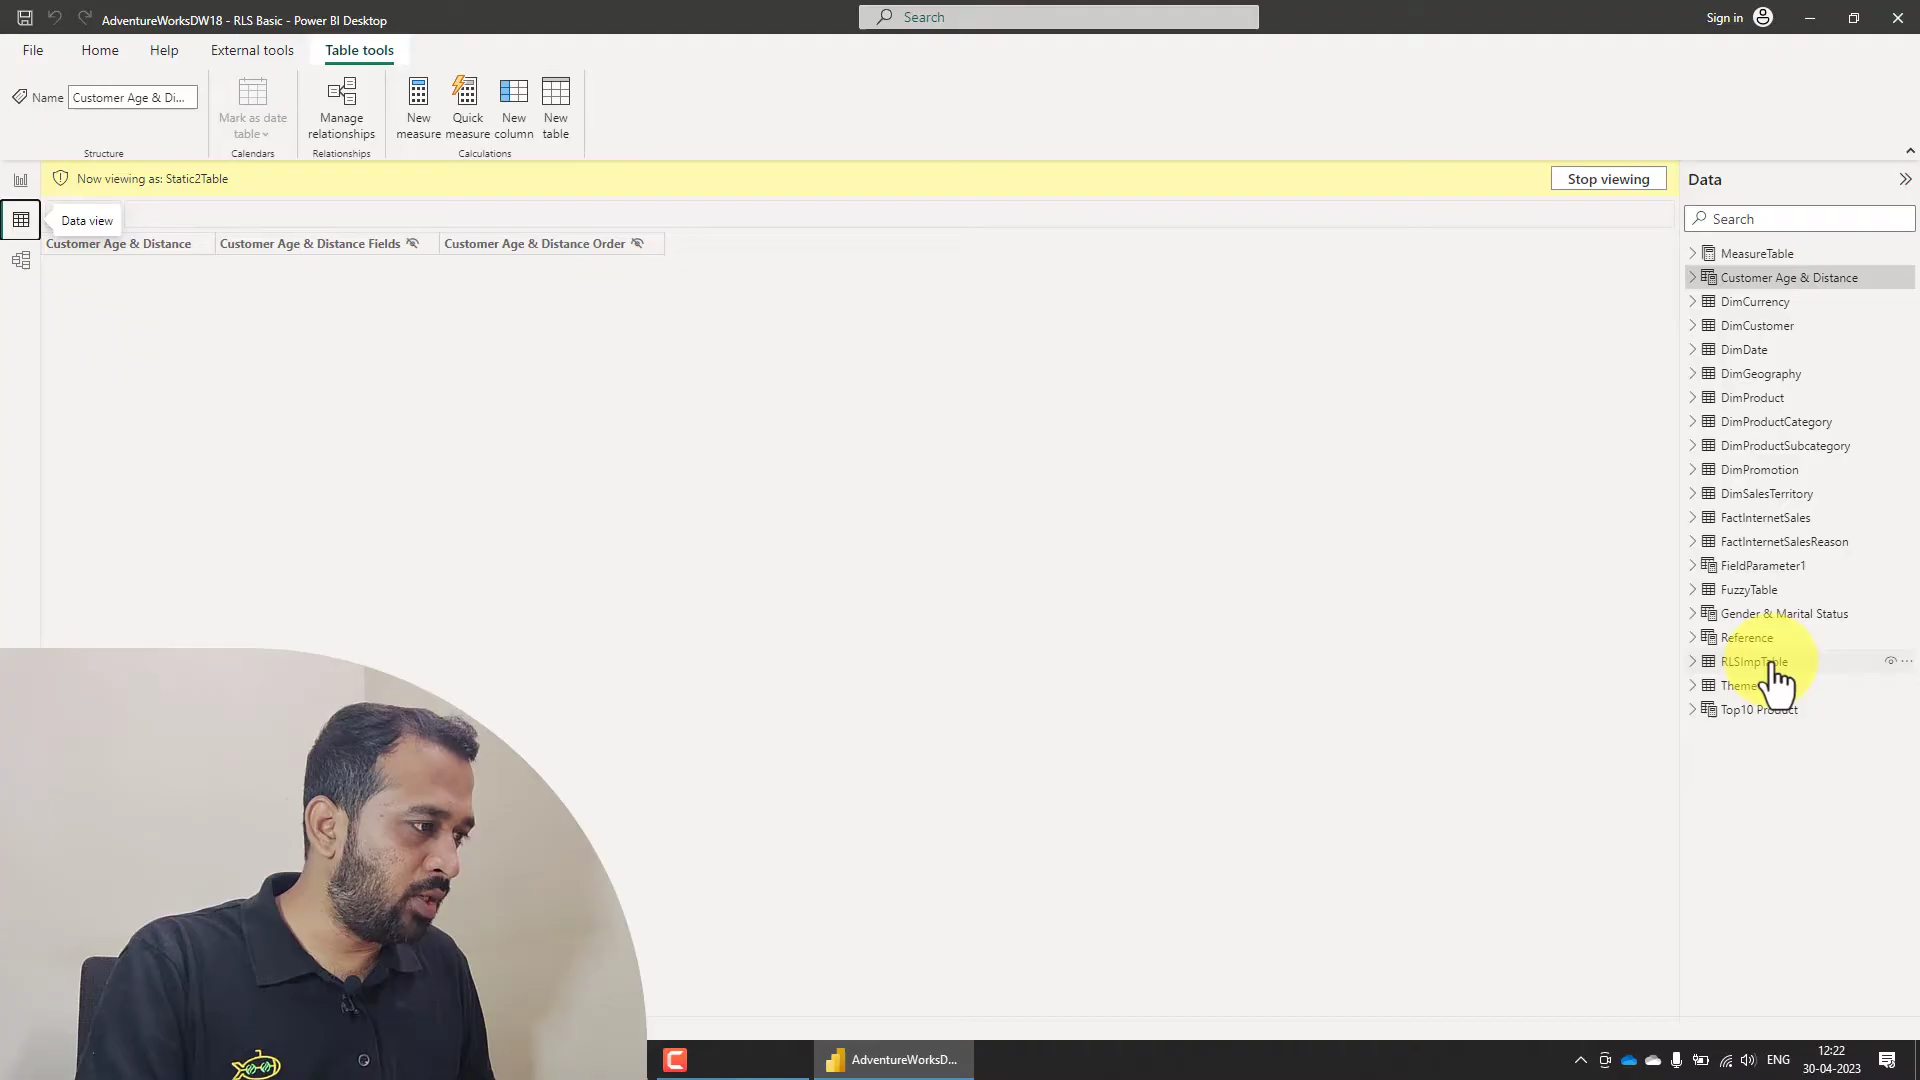 AdventureWorksDW18 - RLS Basic - Power BI Desktop
Search
Sign in
File
Home
Help
External tools
Table tools
Name
Customer Age & Di...
Mark as date table
Manage relationships
New measure
Quick measure
New column
New table
Structure
Calendars
Relationships
Calculations
Now viewing as: Static2Table
Stop viewing
Data view
Customer Age & Distance
Customer Age & Distance Fields
Customer Age & Distance Order
Data
Search
MeasureTable
Customer Age & Distance
DimCurrency
DimCustomer
DimDate
DimGeography
DimProduct
DimProductCategory
DimProductSubcategory
DimPromotion
DimSalesTerritory
FactInternetSales
FactInternetSalesReason
FieldParameter1
FuzzyTable
Gender & Marital Status
Reference
RLSImpTable
Theme
Top10 Product
AdventureWorksD...
ENG
12:22
30-04-2023